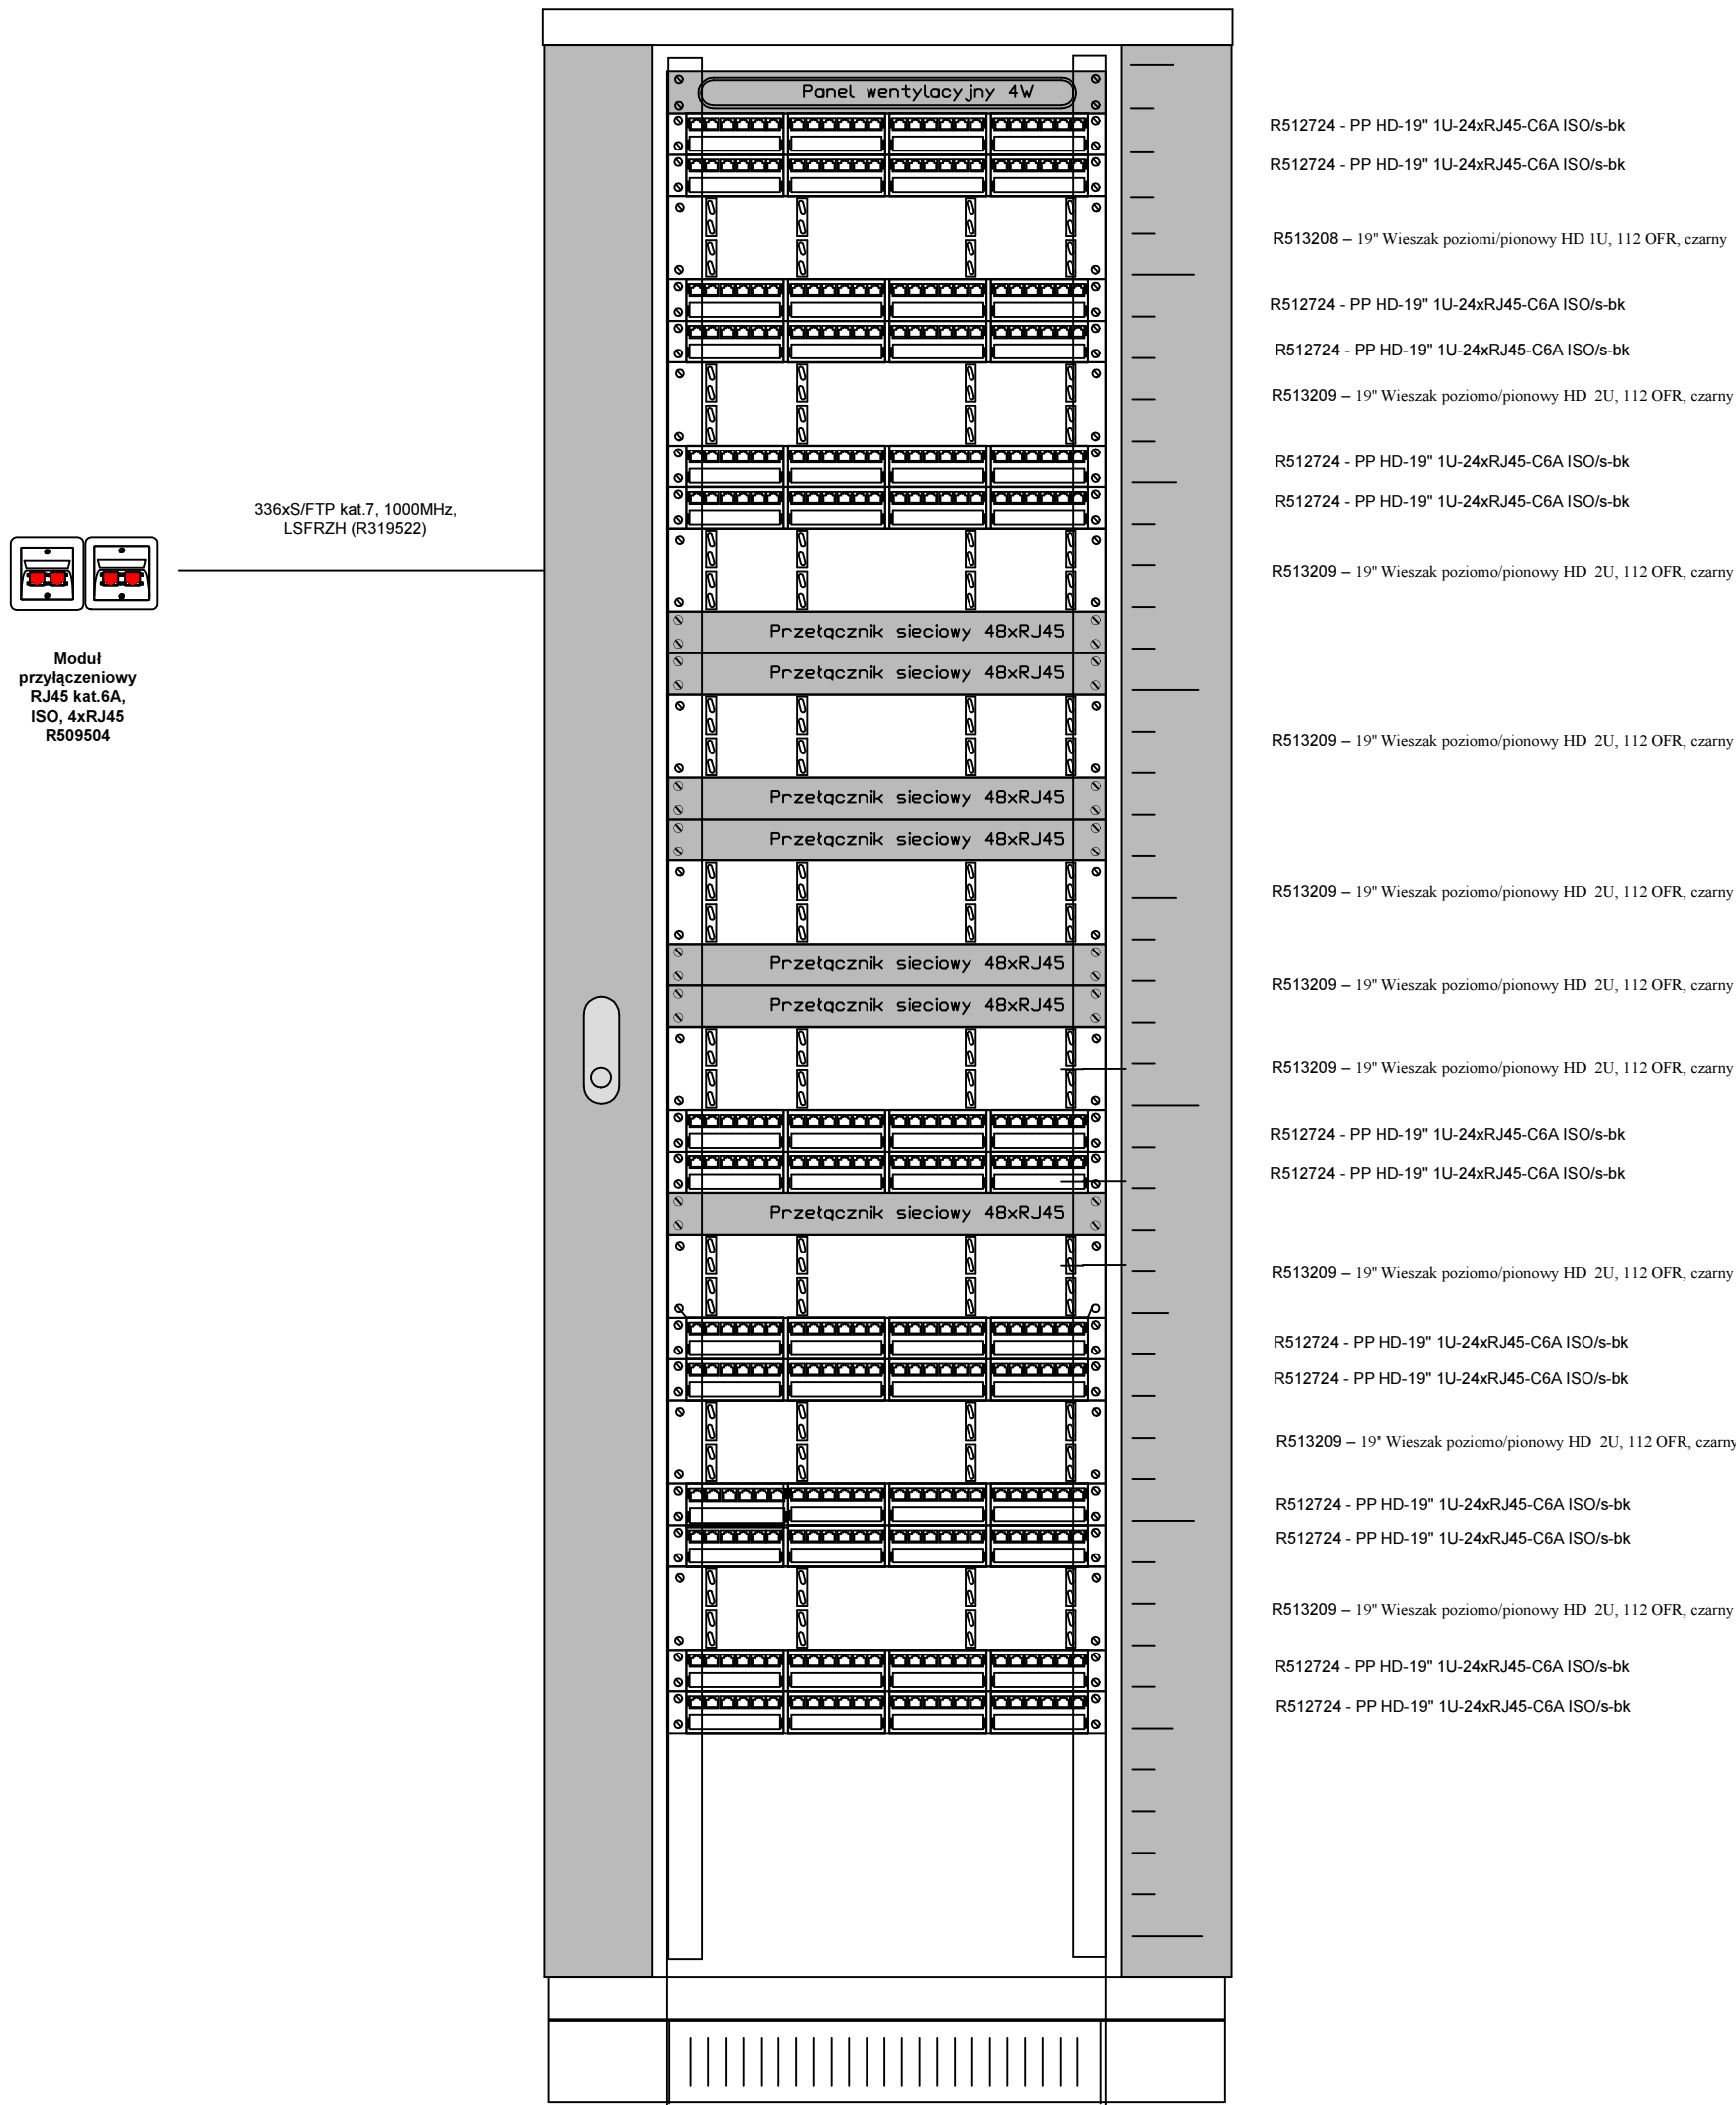 Panel wentylacyjny 4W
R512724 - PP HD-19" 1U-24xRJ45-C6A ISO/s-bk
R512724 - PP HD-19" 1U-24xRJ45-C6A ISO/s-bk
R513208 – 19" Wieszak poziomi/pionowy HD 1U, 112 OFR, czarny
R512724 - PP HD-19" 1U-24xRJ45-C6A ISO/s-bk
R512724 - PP HD-19" 1U-24xRJ45-C6A ISO/s-bk
R513209 – 19" Wieszak poziomo/pionowy HD  2U, 112 OFR, czarny
R512724 - PP HD-19" 1U-24xRJ45-C6A ISO/s-bk
R512724 - PP HD-19" 1U-24xRJ45-C6A ISO/s-bk
336xS/FTP kat.7, 1000MHz,
LSFRZH (R319522)
R513209 – 19" Wieszak poziomo/pionowy HD  2U, 112 OFR, czarny
Moduł
przyłączeniowy
RJ45 kat.6A,
ISO, 4xRJ45
R509504
Przełącznik sieciowy 48xRJ45
Przełącznik sieciowy 48xRJ45
R513209 – 19" Wieszak poziomo/pionowy HD  2U, 112 OFR, czarny
Przełącznik sieciowy 48xRJ45
Przełącznik sieciowy 48xRJ45
R513209 – 19" Wieszak poziomo/pionowy HD  2U, 112 OFR, czarny
Przełącznik sieciowy 48xRJ45
R513209 – 19" Wieszak poziomo/pionowy HD  2U, 112 OFR, czarny
Przełącznik sieciowy 48xRJ45
R513209 – 19" Wieszak poziomo/pionowy HD  2U, 112 OFR, czarny
R512724 - PP HD-19" 1U-24xRJ45-C6A ISO/s-bk
R512724 - PP HD-19" 1U-24xRJ45-C6A ISO/s-bk
Przełącznik sieciowy 48xRJ45
R513209 – 19" Wieszak poziomo/pionowy HD  2U, 112 OFR, czarny
R512724 - PP HD-19" 1U-24xRJ45-C6A ISO/s-bk
R512724 - PP HD-19" 1U-24xRJ45-C6A ISO/s-bk
R513209 – 19" Wieszak poziomo/pionowy HD  2U, 112 OFR, czarny
R512724 - PP HD-19" 1U-24xRJ45-C6A ISO/s-bk
R512724 - PP HD-19" 1U-24xRJ45-C6A ISO/s-bk
R513209 – 19" Wieszak poziomo/pionowy HD  2U, 112 OFR, czarny
R512724 - PP HD-19" 1U-24xRJ45-C6A ISO/s-bk
R512724 - PP HD-19" 1U-24xRJ45-C6A ISO/s-bk